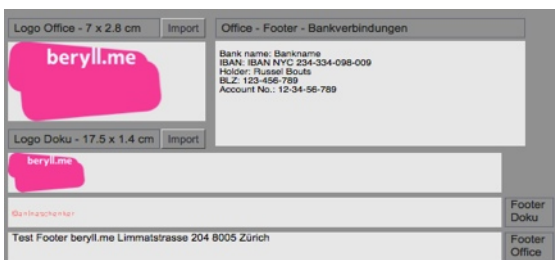 Logo Office - 7 x 2.8 cm
Import
Office - Footer - Bankverbindungen
beryll.me
Bank name: Bankname
IBAN: IBAN NYC 234-334-098-009
Holder: Russel Bouts
BLZ: 123-456-789
Account No.: 12-34-56-789
Logo Doku - 17.5 x 1.4 cm
Import
beryll.me
Footer
Doku
Test Footer beryll.me Limmatstrasse 204 8005 Zürich
Footer
Office